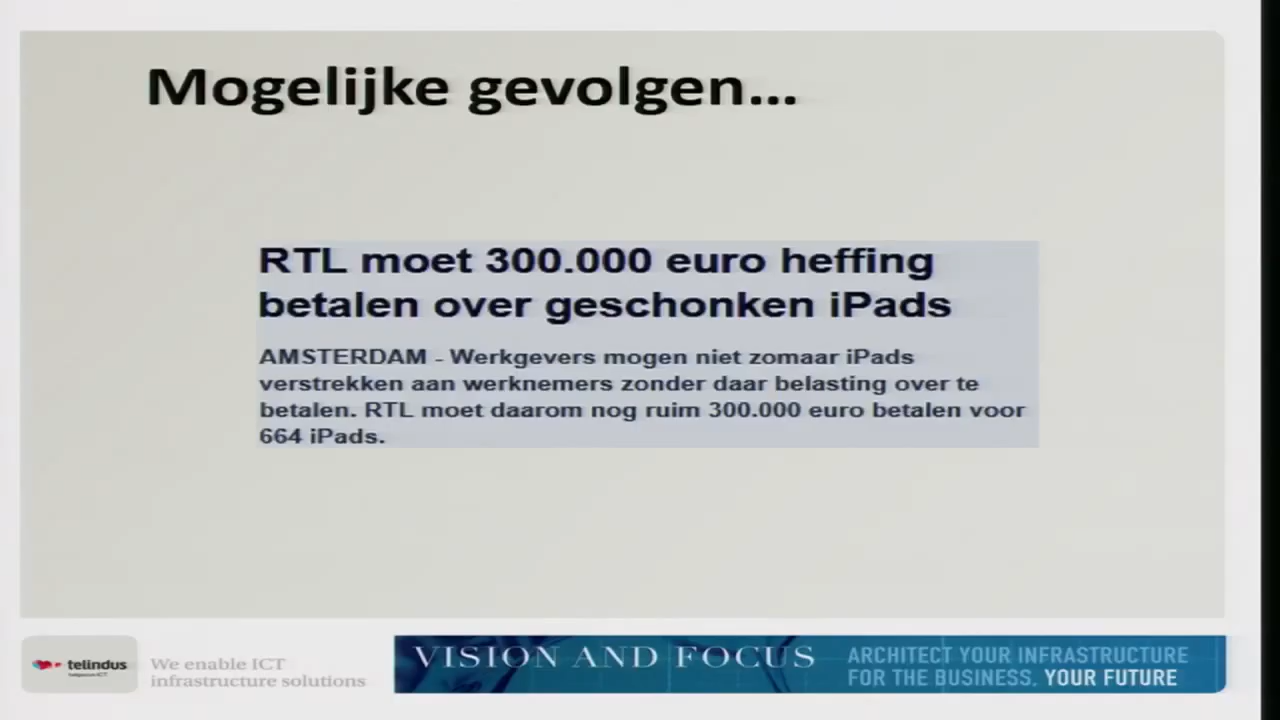 Mogelijke gevolgen...
RTL moet 300.000 euro heffing
betalen over geschonken iPads
AMSTERDAM - Werkgevers mogen niet zomaar iPads
verstrekken aan werknemers zonder daar belasting over te
betalen. RTL moet daarom nog ruim 300.000 euro betalen voor
664 iPads.
telindus
belgacom ICT
We enable ICT
infrastructure solutions
VISION AND FOCUS
ARCHITECT YOUR INFRASTRUCTURE
FOR THE BUSINESS. YOUR FUTURE